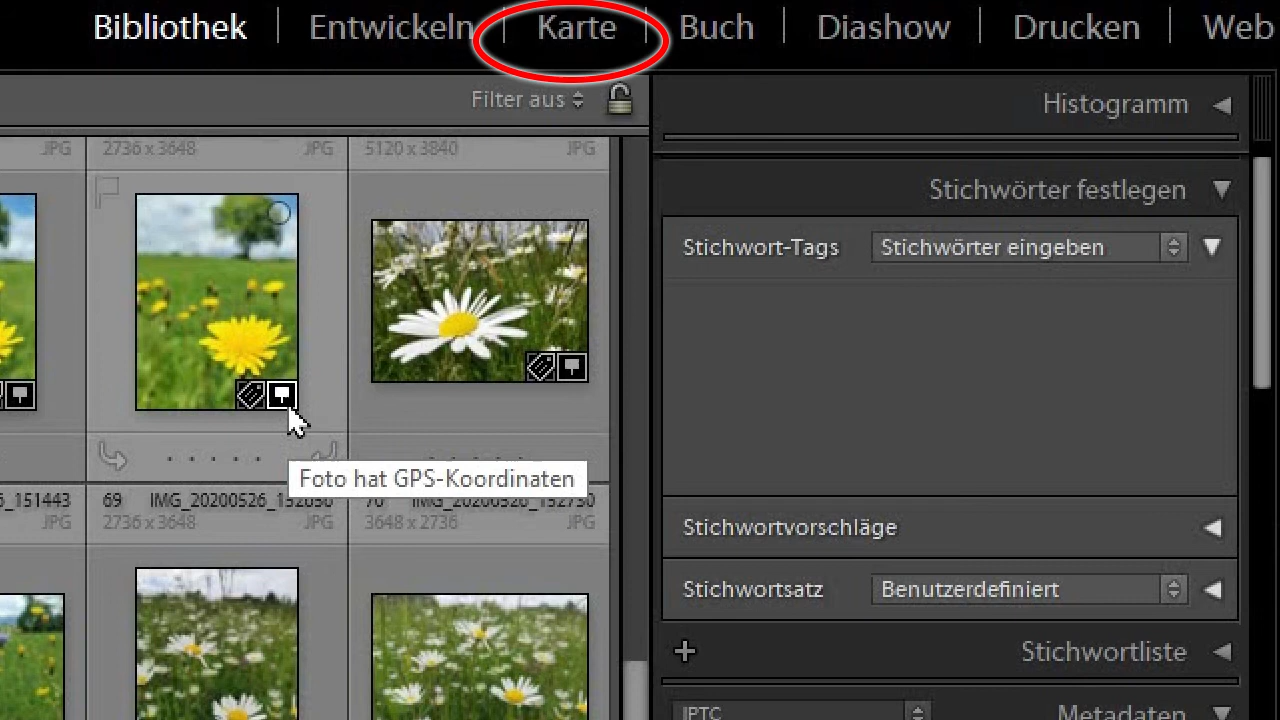 Bibliothek | Entwickeln | Karte | Buch | Diashow | Drucken | Web
Filter aus
Histogramm
JPG
2736 x 3648
JPG
5120 x 3840
JPG
Stichwörter festlegen
Stichwort-Tags
Stichwörter eingeben
Foto hat GPS-Koordinaten
6_151443
JPG
69
2736 x 3648
JPG
70
3648 x 2736
JPG
Stichwortvorschläge
Stichwortsatz
Benutzerdefiniert
Stichwortliste
IPTC
Metadaten